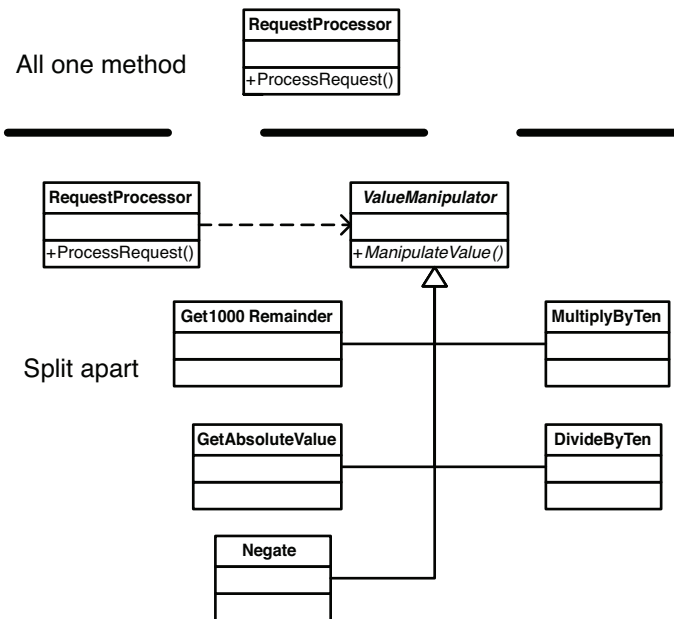 RequestProcessor
All one method
+ProcessRequest()
RequestProcessor
ValueManipulator
+ProcessRequest()
+ManipulateValue()
Get1000 Remainder
MultiplyByTen
Split apart
GetAbsoluteValue
DivideByTen
Negate